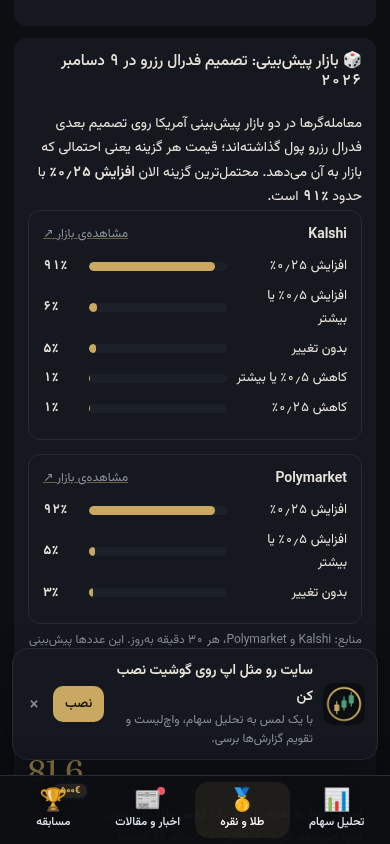 🎲 بازار پیش‌بینی: تصمیم فدرال رزرو در ۹ دسامبر
۲۰۲۶
معامله‌گرها در دو بازار پیش‌بینی آمریکا روی تصمیم بعدی
فدرال رزرو پول گذاشته‌اند؛ قیمت هر گزینه یعنی احتمالی که
بازار به آن می‌دهد. محتمل‌ترین گزینه الان افزایش ۰٫۲۵٪ با
حدود ۹۱٪ است.
Kalshi
مشاهده‌ی بازار ↗
افزایش ۰٫۲۵٪
۹۱٪
افزایش ۰٫۵٪ یا
بیشتر
۶٪
بدون تغییر
۵٪
کاهش ۰٫۵٪ یا بیشتر
۱٪
کاهش ۰٫۲۵٪
۱٪
Polymarket
مشاهده‌ی بازار ↗
افزایش ۰٫۲۵٪
۹۲٪
افزایش ۰٫۵٪ یا
بیشتر
۵٪
بدون تغییر
۳٪
منابع: Kalshi و Polymarket، هر ۳۰ دقیقه به‌روز. این عددها پیش‌بینی
سایت رو مثل اپ روی گوشیت نصب
کن
با یک لمس به تحلیل سهام، واچ‌لیست و
تقویم گزارش‌ها برسی.
نصب
×
تحلیل سهام
طلا و نقره
اخبار و مقالات
مسابقه